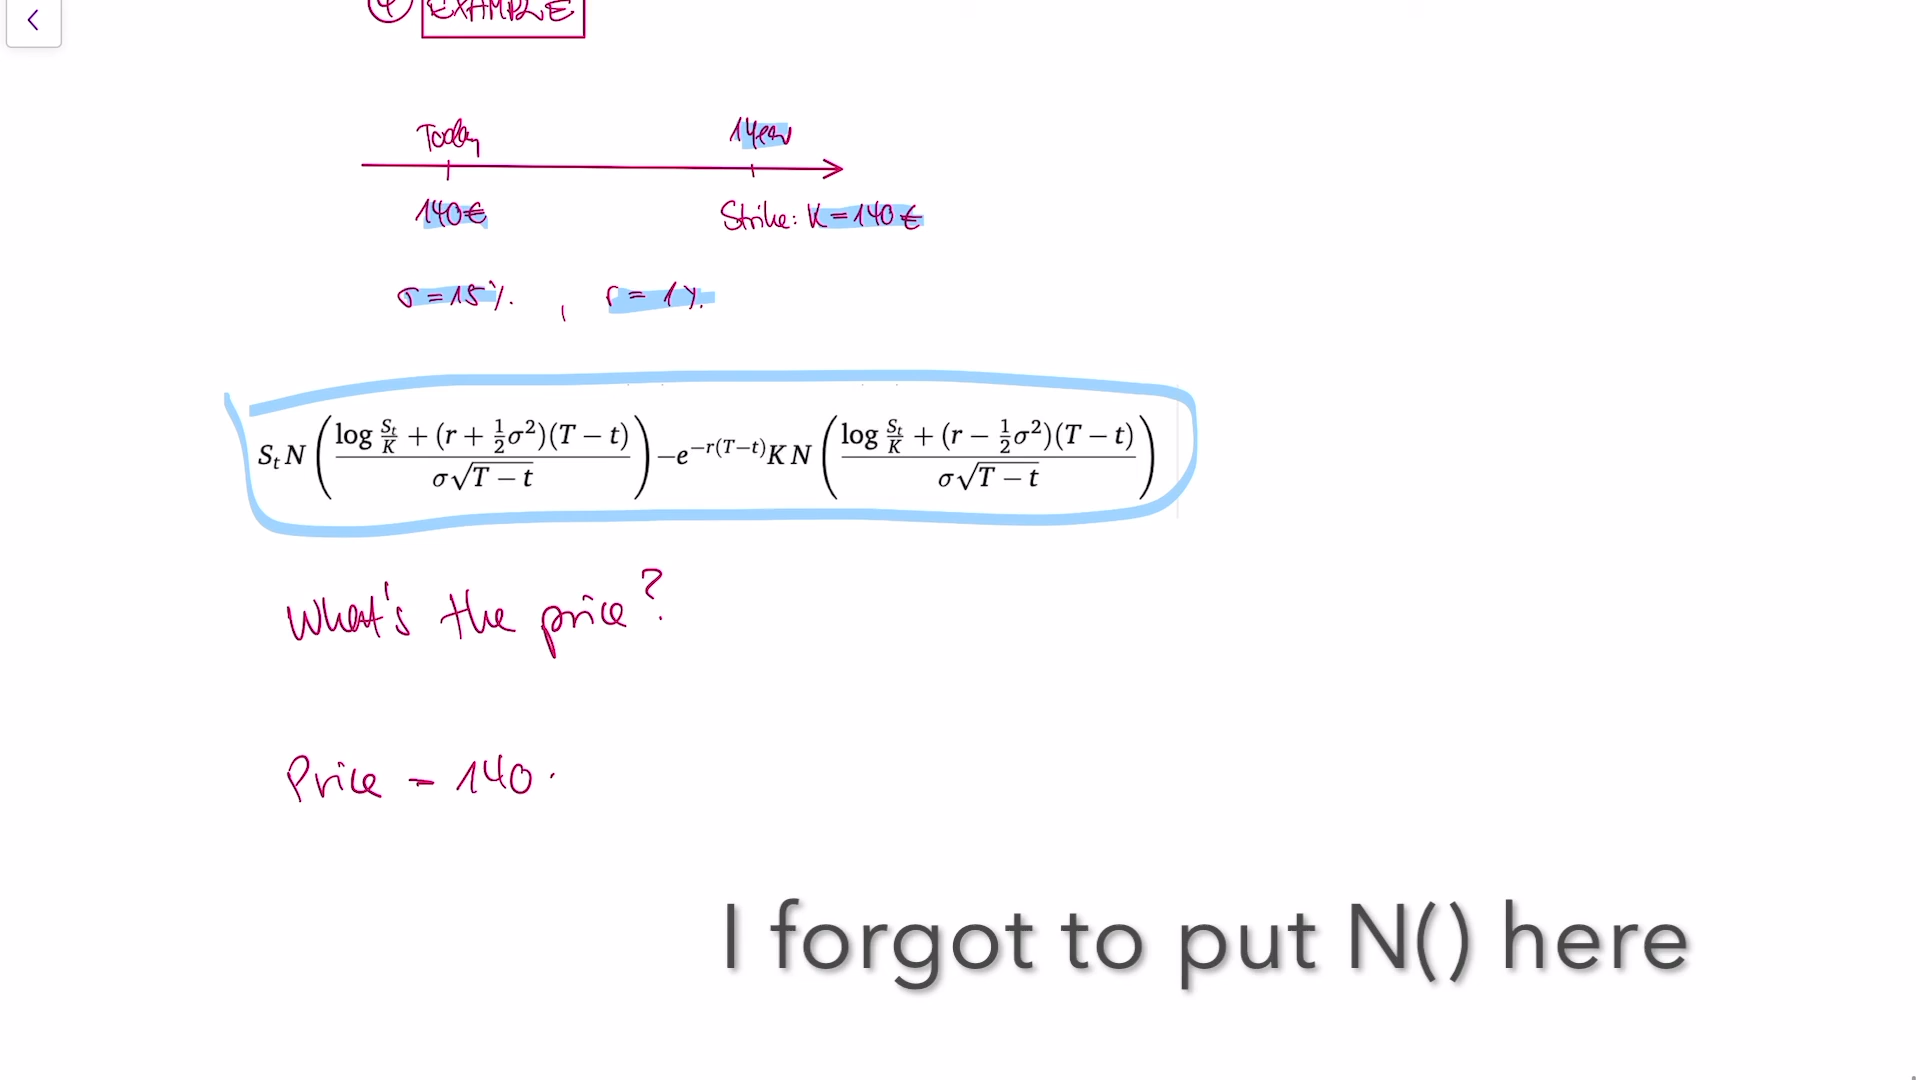 ④ EXAMPLE
Today 1 Year
140€ Strike: K = 140€
σ = 15% , r = 1%
S_t N ( (log S_t/K + (r + ½σ²)(T − t)) / (σ√(T − t)) ) − e^{−r(T−t)} K N ( (log S_t/K + (r − ½σ²)(T − t)) / (σ√(T − t)) )
What's the price?
Price = 140 ·
I forgot to put N() here